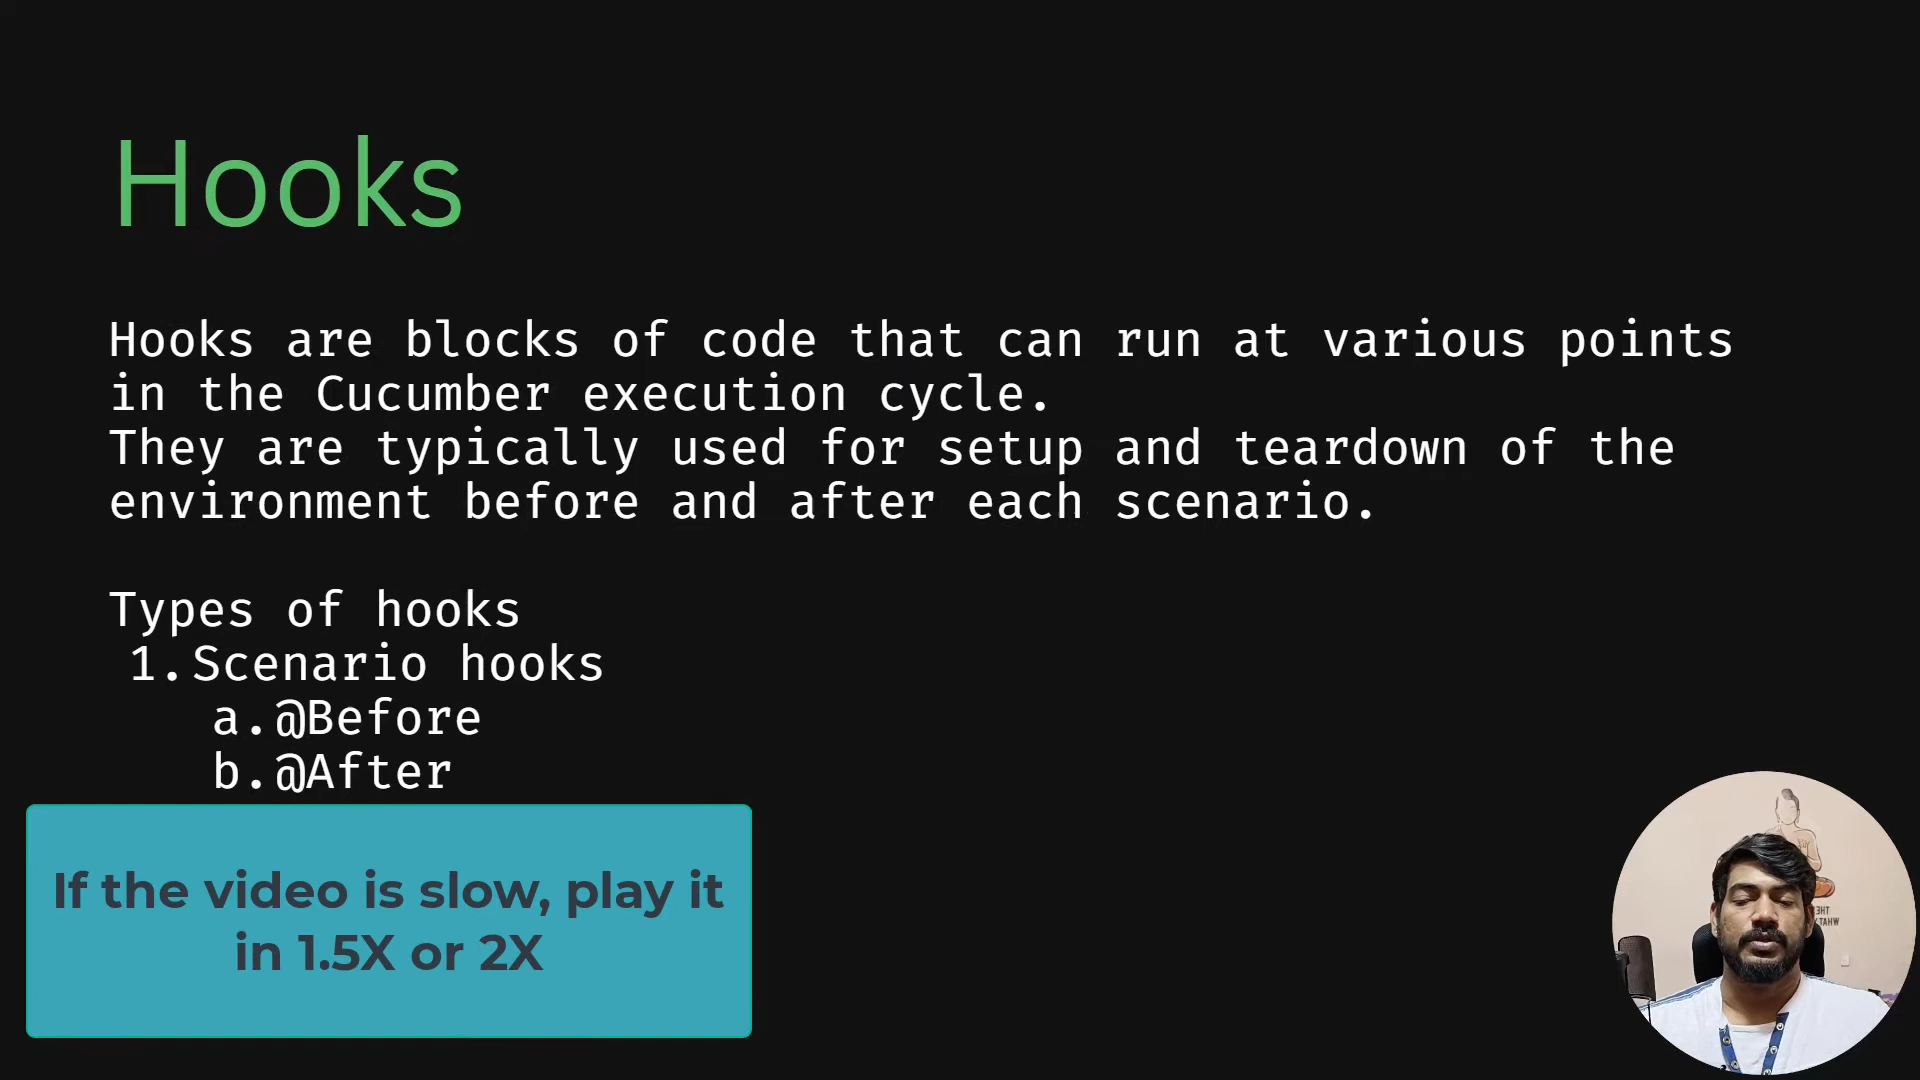 Hooks
Hooks are blocks of code that can run at various points
in the Cucumber execution cycle.
They are typically used for setup and teardown of the
environment before and after each scenario.
Types of hooks
1.Scenario hooks
a.@Before
b.@After
If the video is slow, play it
in 1.5X or 2X